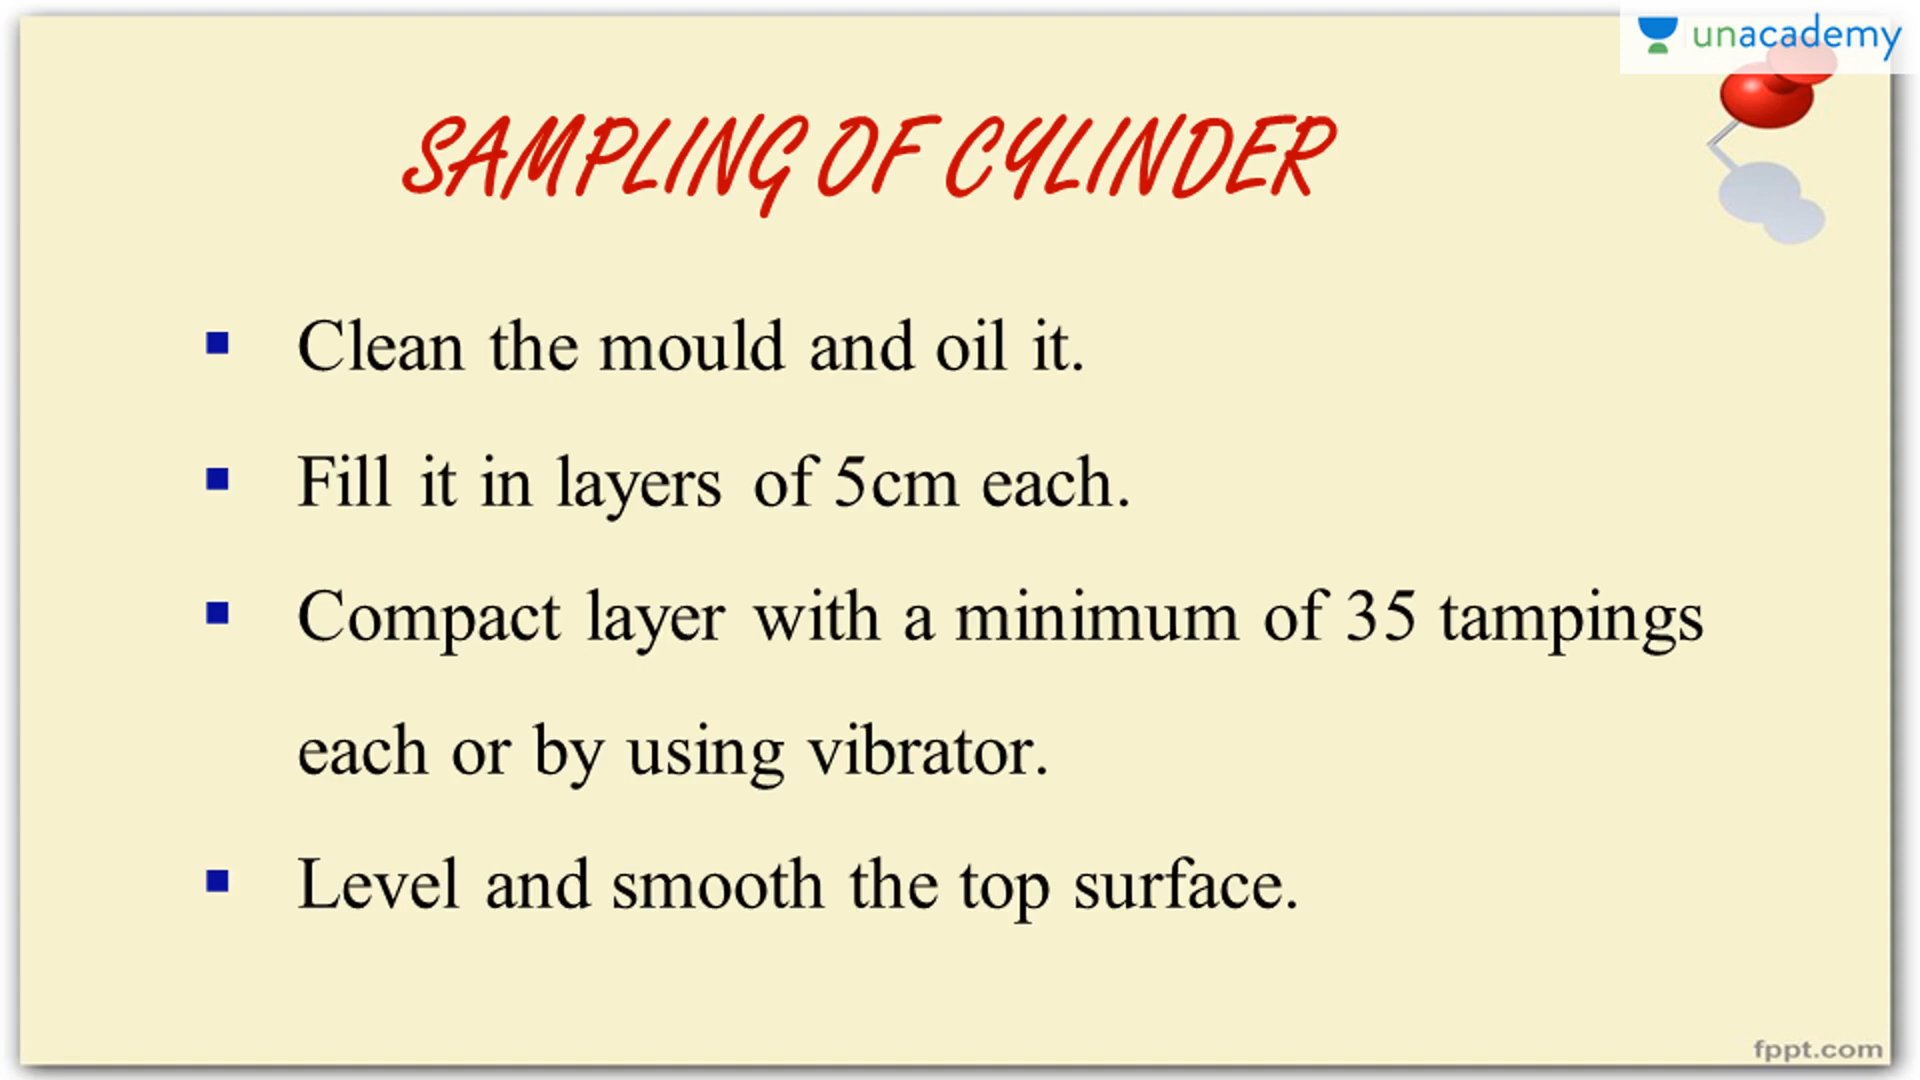 unacademy
SAMPLING OF CYLINDER
▪ Clean the mould and oil it.
▪ Fill it in layers of 5cm each.
▪ Compact layer with a minimum of 35 tampings
each or by using vibrator.
▪ Level and smooth the top surface.
fppt.com